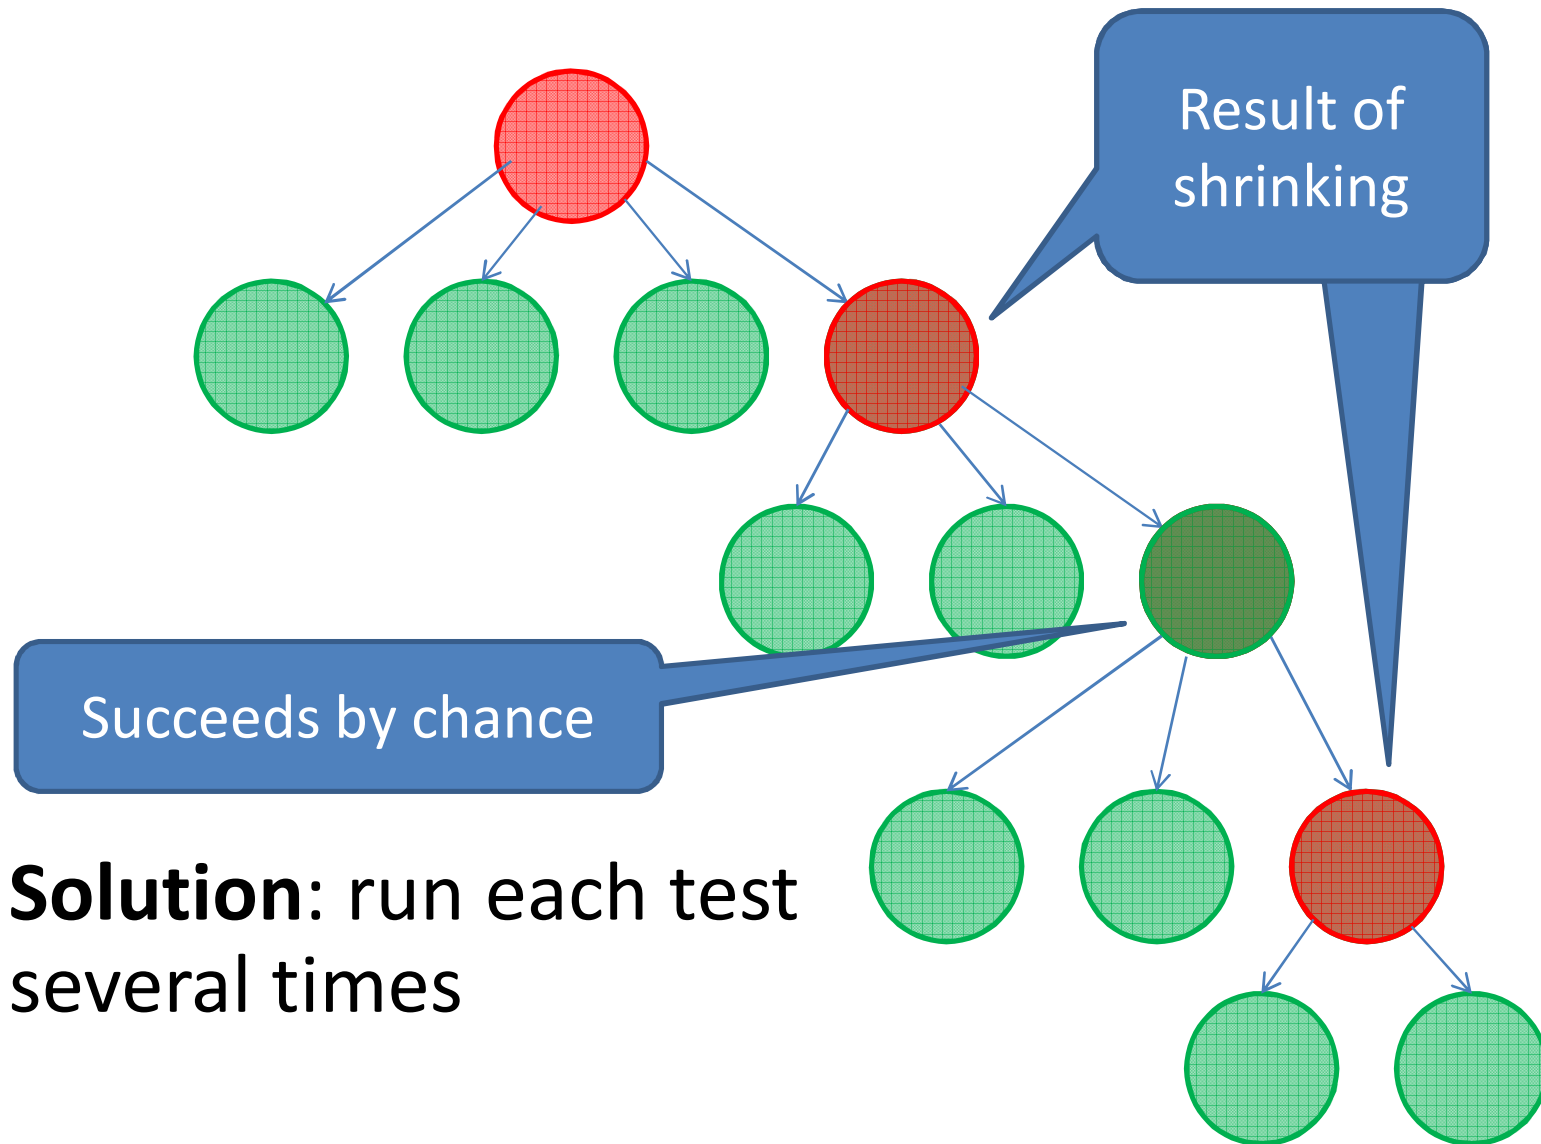 Result of
shrinking
Succeeds by chance
Solution: run each test
several times